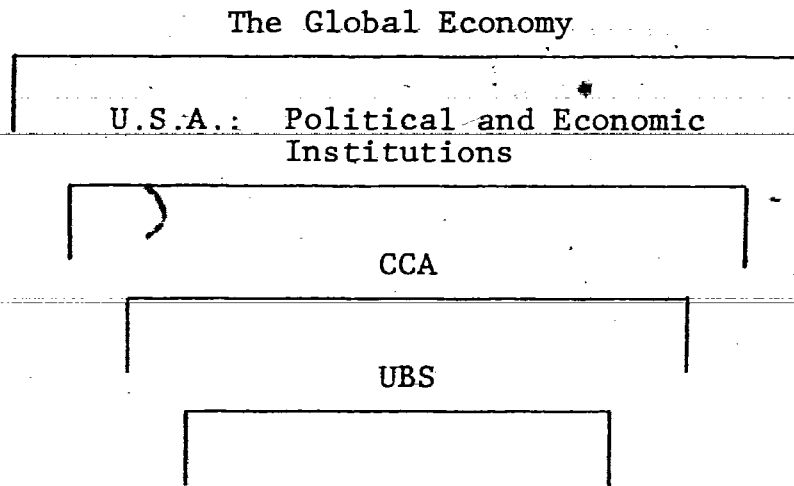 The Global Economy
U.S.A.: Political and Economic
Institutions
CCA
UBS